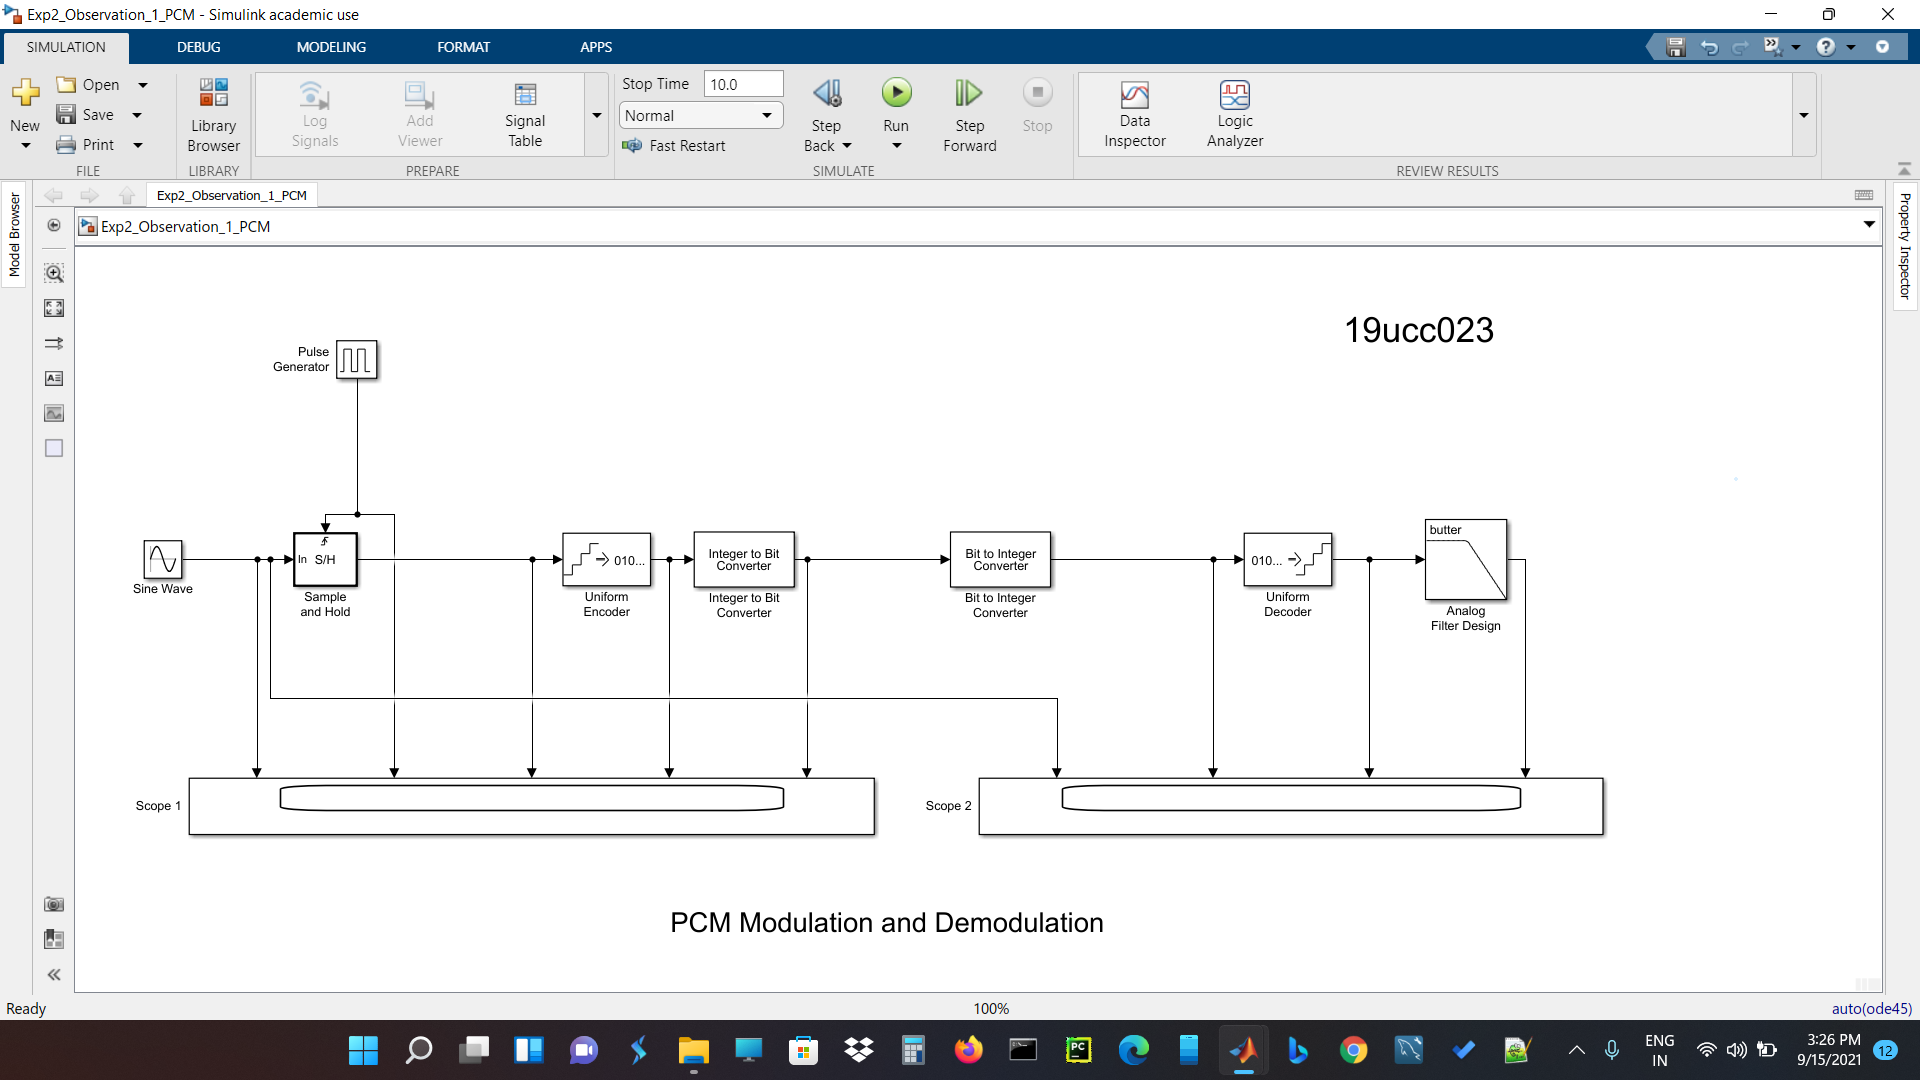 Exp2_Observation_1_PCM - Simulink academic use
SIMULATION DEBUG MODELING FORMAT APPS
New
Open
Save
Print
FILE
Library Browser
LIBRARY
Log Signals
Add Viewer
Signal Table
PREPARE
Stop Time 10.0
Normal
Fast Restart
Step Back
Run
Step Forward
Stop
SIMULATE
Data Inspector
Logic Analyzer
REVIEW RESULTS
Model Browser
Exp2_Observation_1_PCM
Exp2_Observation_1_PCM
Property Inspector
19ucc023
Pulse
Generator
Sine Wave
In S/H
Sample
and Hold
010...
Uniform
Encoder
Integer to Bit
Converter
Integer to Bit
Converter
Bit to Integer
Converter
Bit to Integer
Converter
010...
Uniform
Decoder
butter
Analog
Filter Design
Scope 1
Scope 2
PCM Modulation and Demodulation
Ready 100% auto(ode45)
PC
ENG
IN
3:26 PM
9/15/2021
12